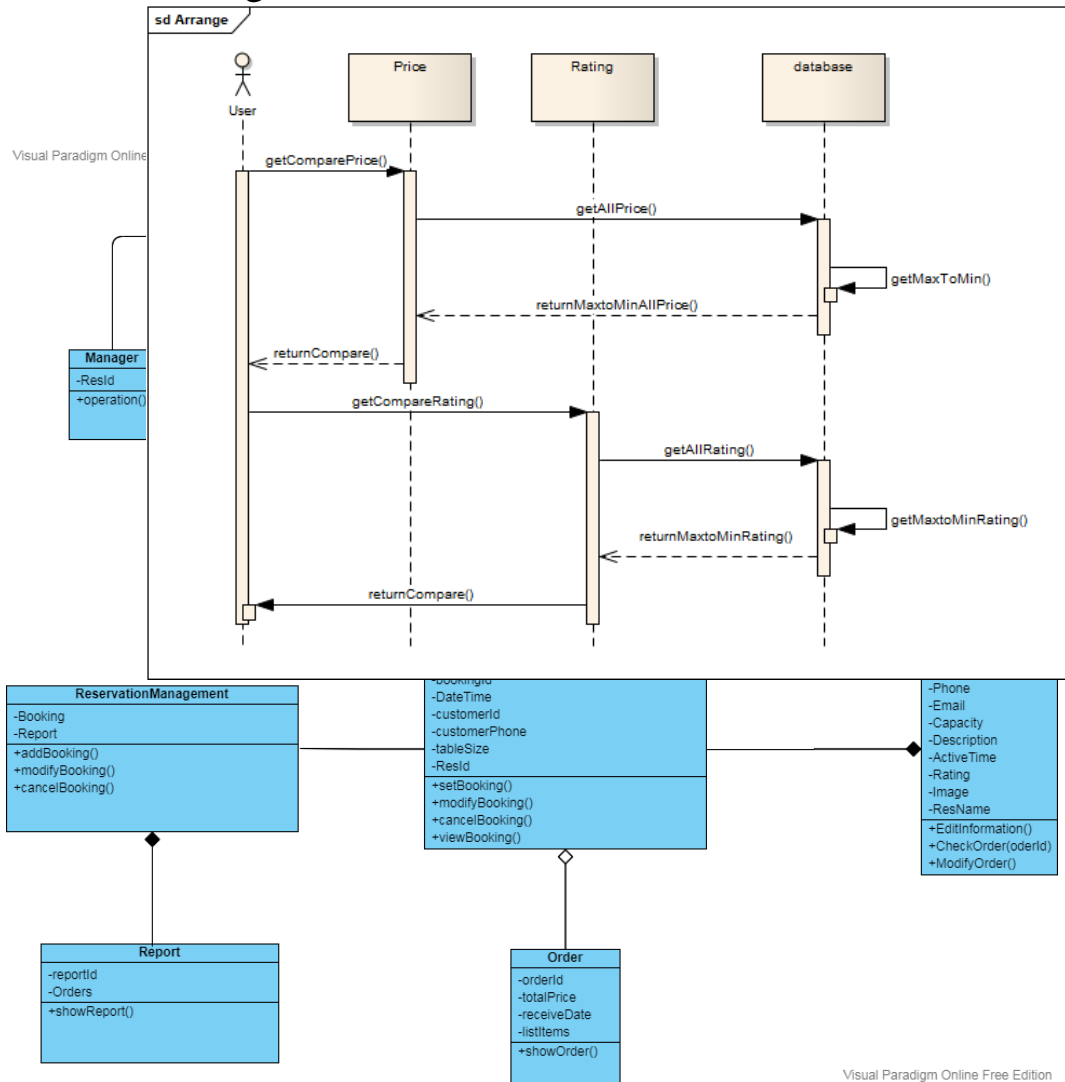 sd Arrange
Price
Rating
database
User
Visual Paradigm Online
getComparePrice()
getAllPrice()
getMaxToMin()
returnMaxtoMinAllPrice()
returnCompare()
Manager
-ResId
+operation()
getCompareRating()
getAllRating()
getMaxtoMinRating()
returnMaxtoMinRating()
returnCompare()
ReservationManagement
-Booking
-Report
+addBooking()
+modifyBooking()
+cancelBooking()
-bookingId
-DateTime
-customerId
-customerPhone
-tableSize
-ResId
+setBooking()
+modifyBooking()
+cancelBooking()
+viewBooking()
-Phone
-Email
-Capacity
-Description
-ActiveTime
-Rating
-Image
-ResName
+EditInformation()
+CheckOrder(oderId)
+ModifyOrder()
Report
-reportId
-Orders
+showReport()
Order
-orderId
-totalPrice
-receiveDate
-listItems
+showOrder()
Visual Paradigm Online Free Edition